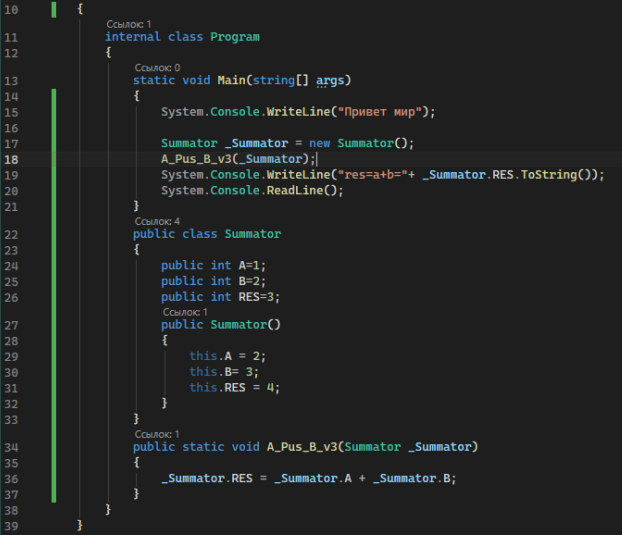 10 {
Ссылок: 1
11 internal class Program
12 {
Ссылок: 0
13 static void Main(string[] args)
14 {
15 System.Console.WriteLine("Привет мир");
16
17 Summator _Summator = new Summator();
18 A_Pus_B_v3(_Summator);
19 System.Console.WriteLine("res=a+b="+ _Summator.RES.ToString());
20 System.Console.ReadLine();
21 }
Ссылок: 4
22 public class Summator
23 {
24 public int A=1;
25 public int B=2;
26 public int RES=3;
Ссылок: 1
27 public Summator()
28 {
29 this.A = 2;
30 this.B= 3;
31 this.RES = 4;
32 }
33 }
Ссылок: 1
34 public static void A_Pus_B_v3(Summator _Summator)
35 {
36 _Summator.RES = _Summator.A + _Summator.B;
37 }
38 }
39 }